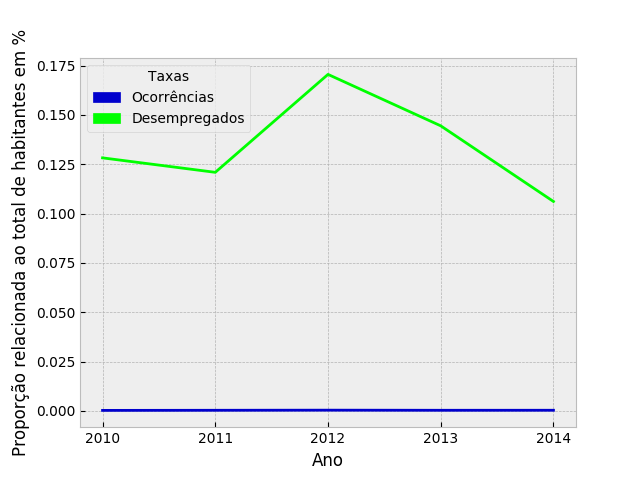 Proporção relacionada ao total de habitantes em %
0.175
0.150
0.125
0.100
0.075
0.050
0.025
0.000
Taxas
Ocorrências
Desempregados
2010 2011 2012 2013 2014
Ano